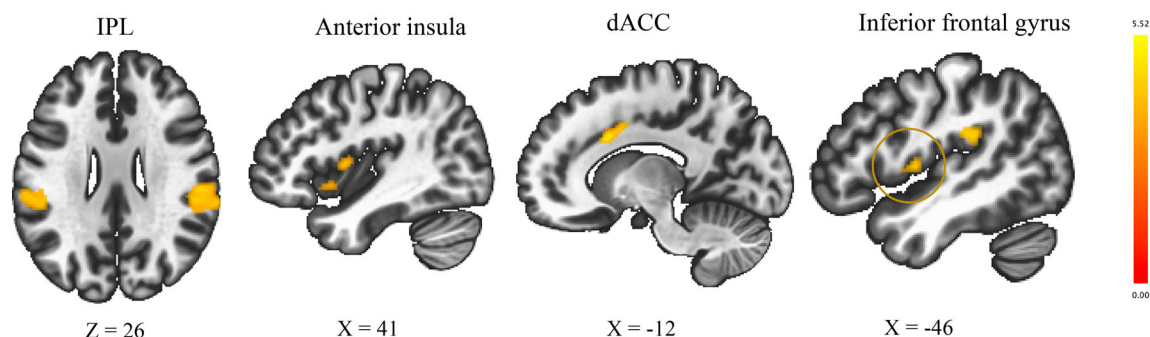 IPL
Anterior insula
dACC
Inferior frontal gyrus
5.52
0.00
Z = 26
X = 41
X = -12
X = -46